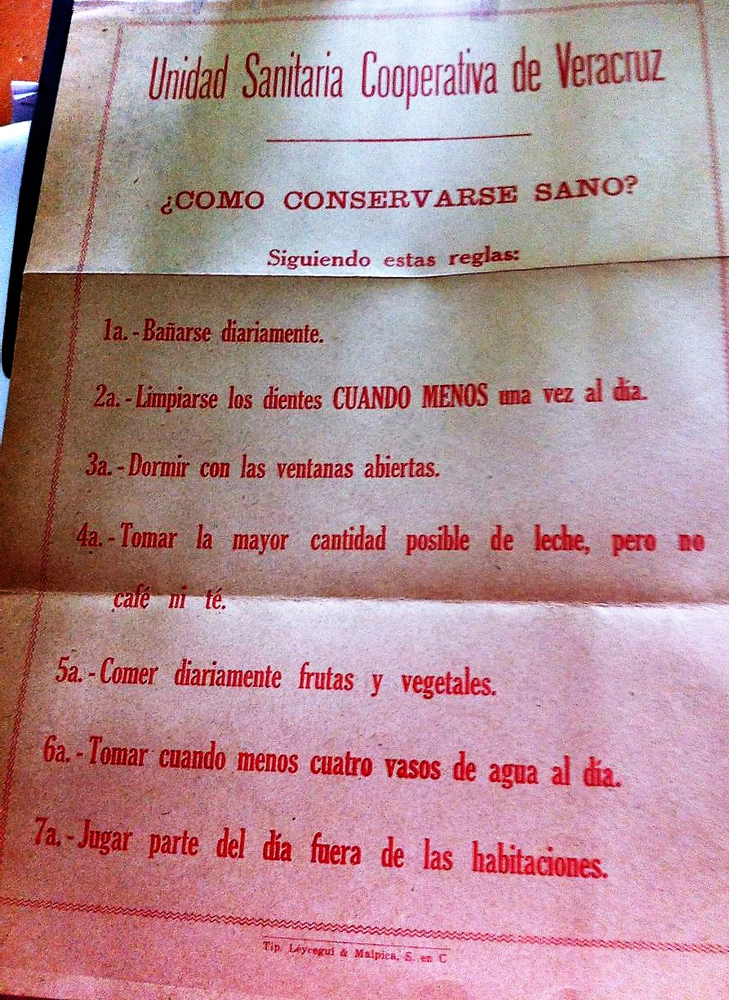 Unidad Sanitaria Cooperativa de Veracruz
¿COMO CONSERVARSE SANO?
Siguiendo estas reglas:
1a.-Bañarse diariamente.
2a.-Limpiarse los dientes CUANDO MENOS una vez al día.
3a.-Dormir con las ventanas abiertas.
4a.-Tomar la mayor cantidad posible de leche, pero no
café ni té.
5a.-Comer diariamente frutas y vegetales.
6a.-Tomar cuando menos cuatro vasos de agua al día.
7a.-Jugar parte del día fuera de las habitaciones.
Tip. Leycegui & Malpica, S. en C